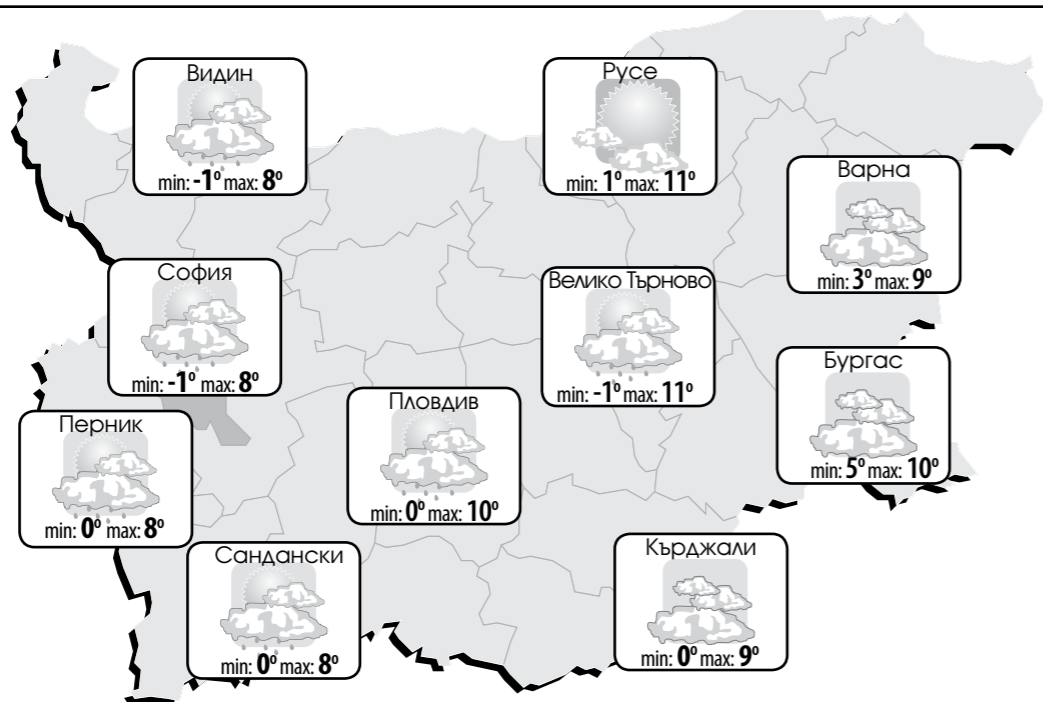 Видин
min: -1° max: 8°
Русе
min: 1° max: 11°
Варна
min: 3° max: 9°
София
min: -1° max: 8°
Велико Търново
min: -1° max: 11°
Бургас
min: 5° max: 10°
Пловдив
min: 0° max: 10°
Перник
min: 0° max: 8°
Сандански
min: 0° max: 8°
Кърджали
min: 0° max: 9°